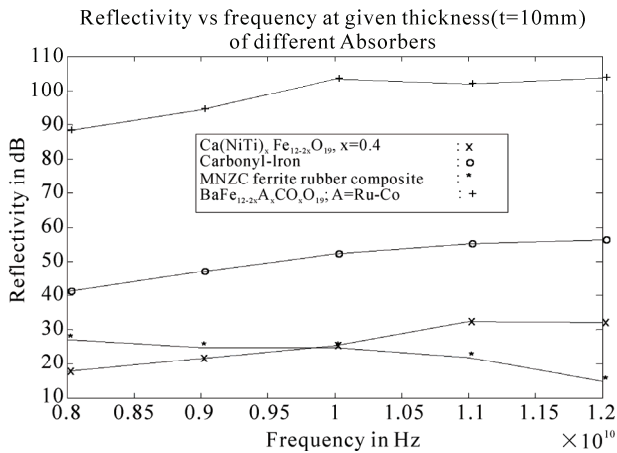 Reflectivity vs frequency at given thickness(t=10mm)
of different Absorbers
110
100
90
80
70
60
50
40
30
20
10
Reflectivity in dB
Ca(NiTi)ₓ Fe₁₂₋₂ₓO₁₉, x=0.4 : x
Carbonyl-Iron : o
MNZC ferrite rubber composite : *
BaFe₁₂₋₂ₓAₓCOₓO₁₉; A=Ru-Co : +
0.8 0.85 0.9 0.95 1 1.05 1.1 1.15 1.2
Frequency in Hz
×10¹⁰